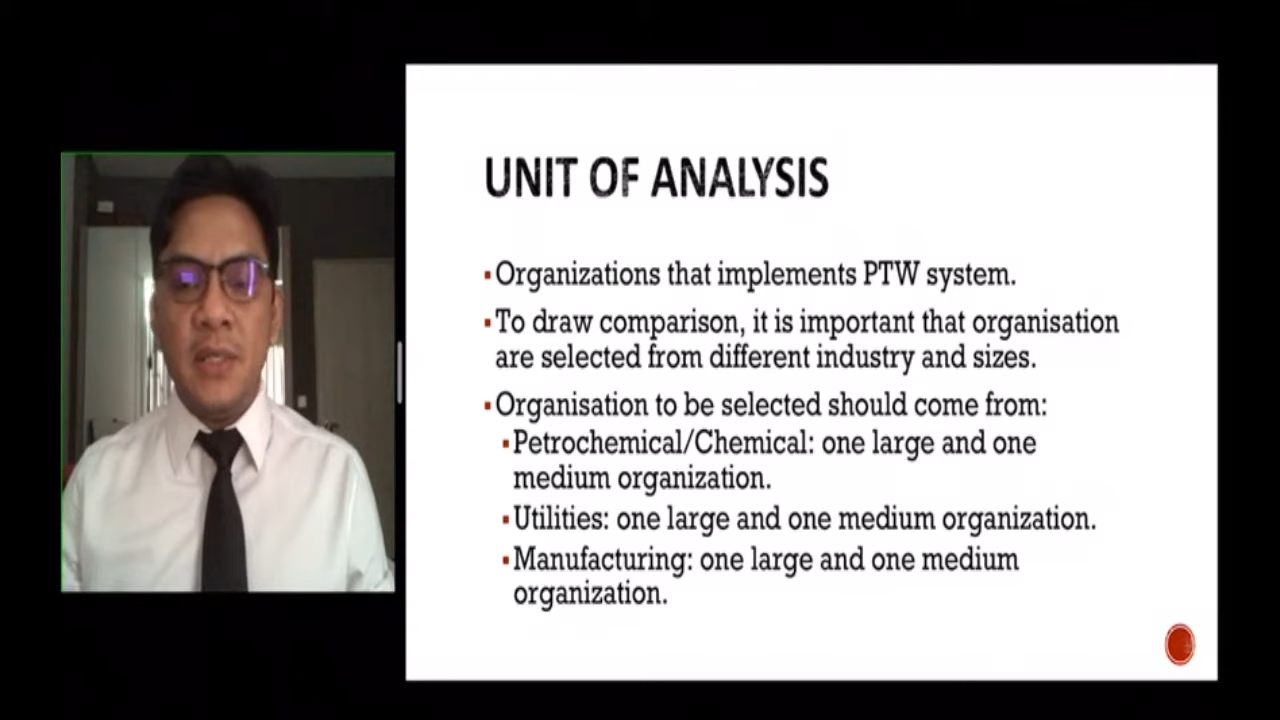 UNIT OF ANALYSIS
Organizations that implements PTW system.
To draw comparison, it is important that organisation
are selected from different industry and sizes.
Organisation to be selected should come from:
Petrochemical/Chemical: one large and one
medium organization.
Utilities: one large and one medium organization.
Manufacturing: one large and one medium
organization.